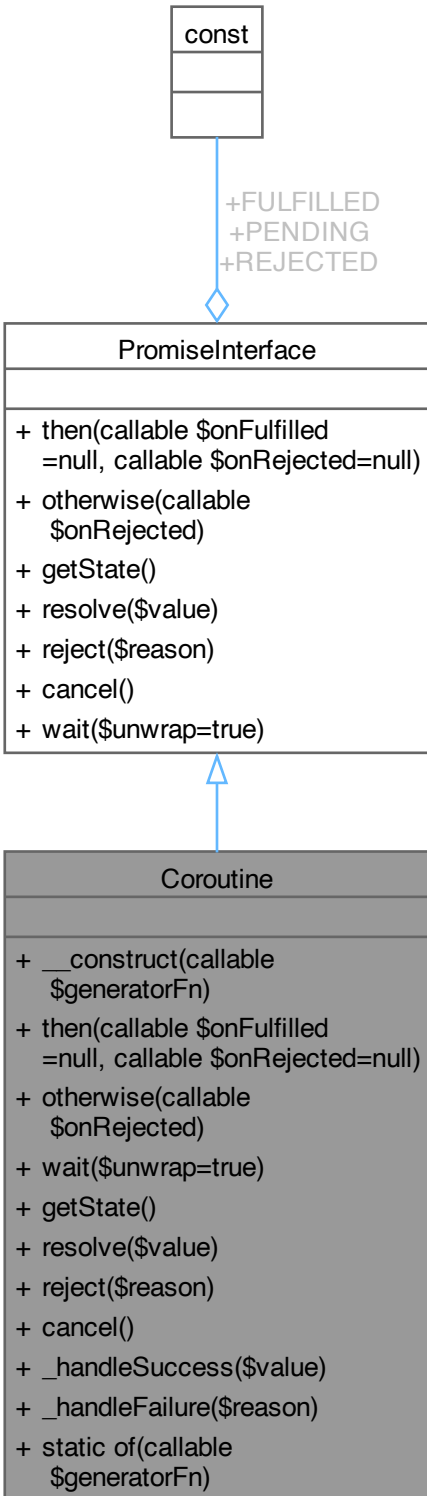 const
+FULFILLED
+PENDING
+REJECTED
PromiseInterface
+ then(callable $onFulfilled
=null, callable $onRejected=null)
+ otherwise(callable
$onRejected)
+ getState()
+ resolve($value)
+ reject($reason)
+ cancel()
+ wait($unwrap=true)
Coroutine
+ __construct(callable
$generatorFn)
+ then(callable $onFulfilled
=null, callable $onRejected=null)
+ otherwise(callable
$onRejected)
+ wait($unwrap=true)
+ getState()
+ resolve($value)
+ reject($reason)
+ cancel()
+ _handleSuccess($value)
+ _handleFailure($reason)
+ static of(callable
$generatorFn)